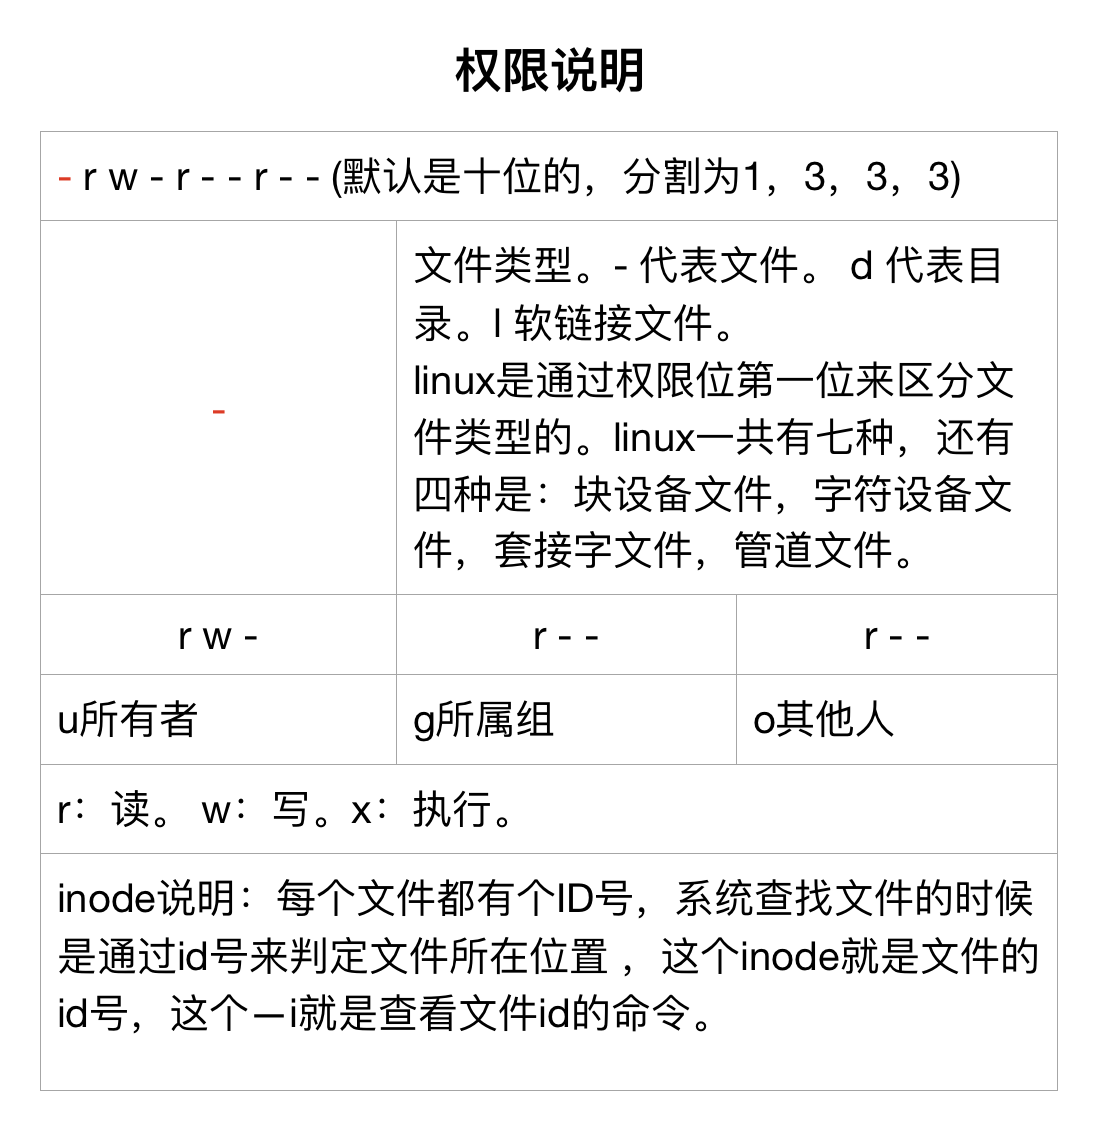 权限说明
- r w - r - - r - - (默认是十位的，分割为1，3，3，3)
-
文件类型。- 代表文件。 d 代表目
录。l 软链接文件。
linux是通过权限位第一位来区分文
件类型的。linux一共有七种，还有
四种是：块设备文件，字符设备文
件，套接字文件，管道文件。
r w -
r - -
r - -
u所有者
g所属组
o其他人
r：读。 w：写。x：执行。
inode说明：每个文件都有个ID号，系统查找文件的时候
是通过id号来判定文件所在位置 ，这个inode就是文件的
id号，这个—i就是查看文件id的命令。